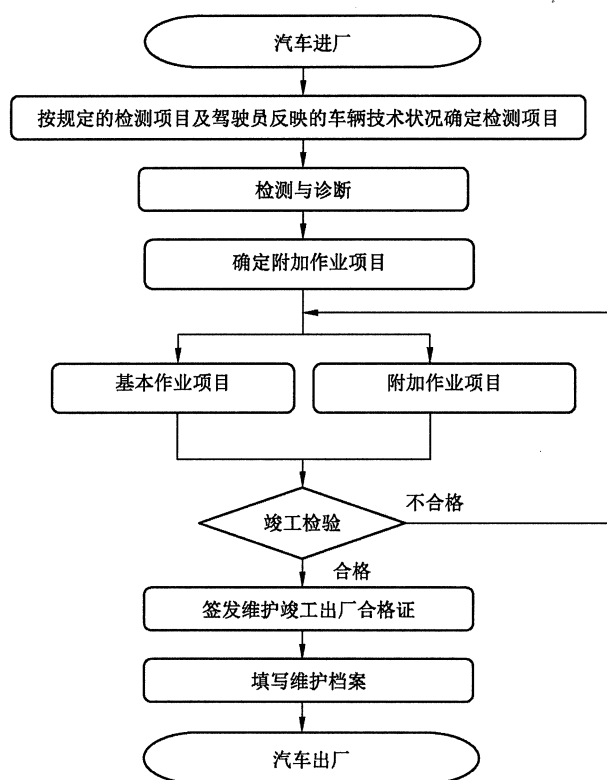 汽车进厂
按规定的检测项目及驾驶员反映的车辆技术状况确定检测项目
检测与诊断
确定附加作业项目
基本作业项目
附加作业项目
竣工检验
不合格
合格
签发维护竣工出厂合格证
填写维护档案
汽车出厂